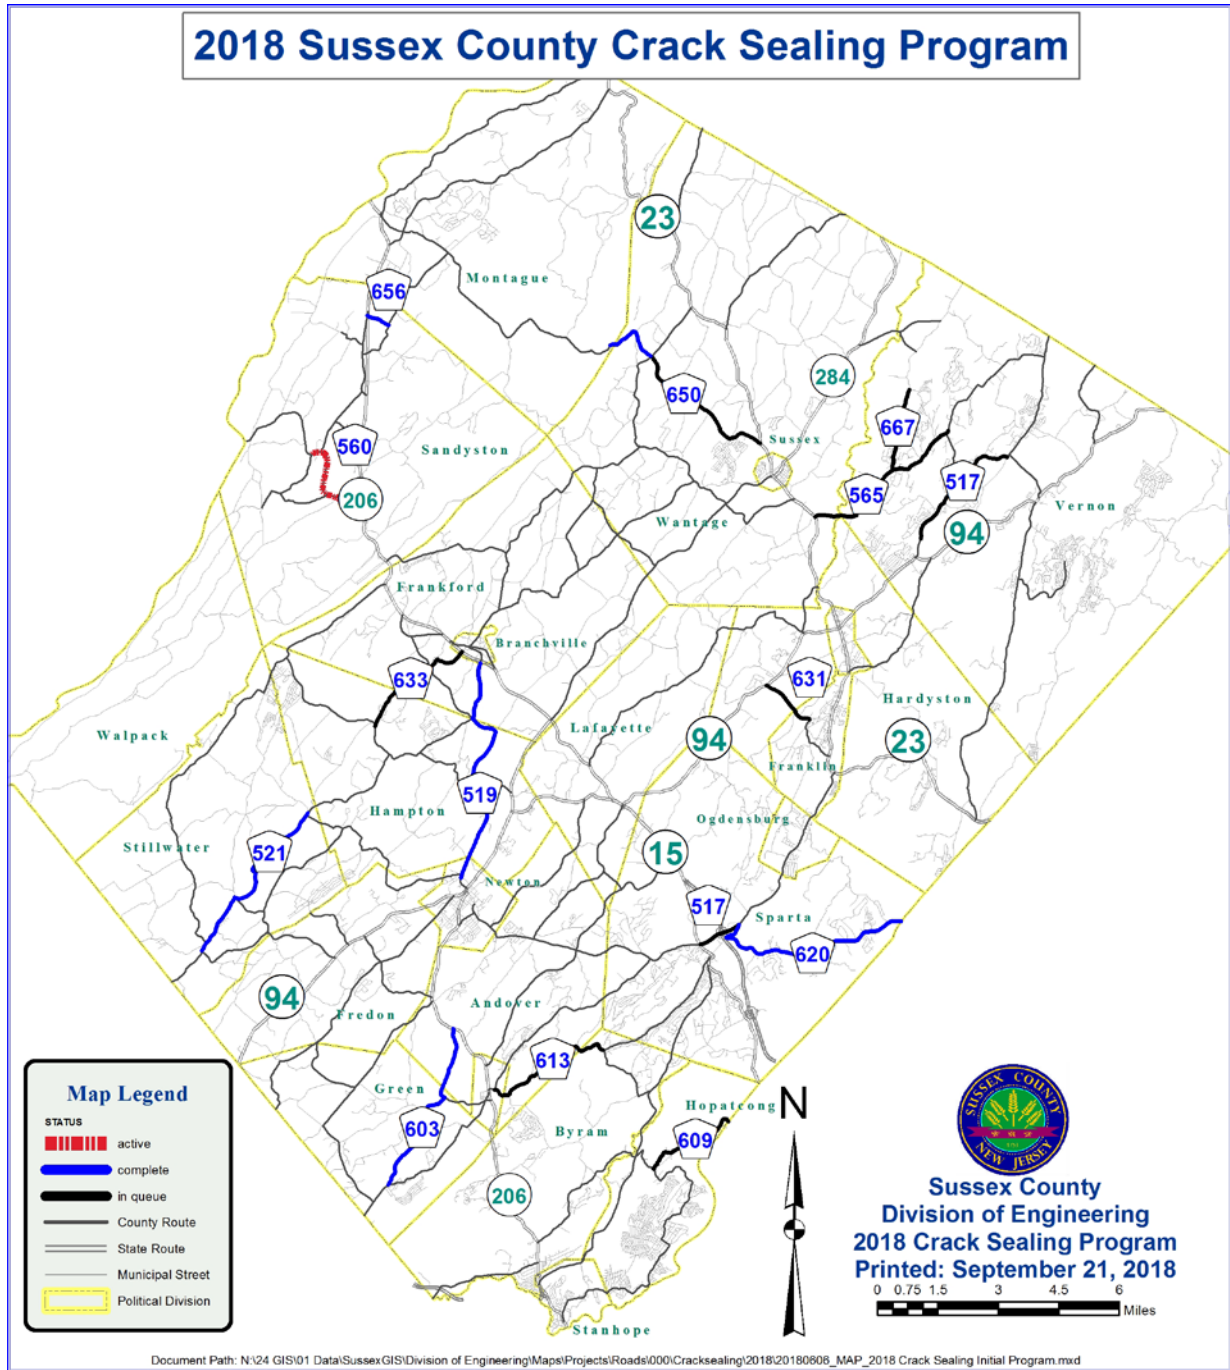 2018 Sussex County Crack Sealing Program
23
Montague
656
284
650
Sussex
667
560
Sandyston
517
565
206
Wantage
Vernon
94
Frankford
Branchville
633
631
Hardyston
Lafayette
Walpack
94
23
Franklin
519
Hampton
Ogdensburg
Stillwater
521
15
Newton
517
Sparta
620
94
Andover
Fredon
613
Green
Hopatcong
603
Byram
609
206
Stanhope
Map Legend
STATUS
active
complete
in queue
County Route
State Route
Municipal Street
Political Division
N
SUSSEX COUNTY
NEW JERSEY
Sussex County
Division of Engineering
2018 Crack Sealing Program
Printed: September 21, 2018
0 0.75 1.5 3 4.5 6
Miles
Document Path: N:\24 GIS\01 Data\SussexGIS\Division of Engineering\Maps\Projects\Roads\000\Cracksealing\2018\20180606_MAP_2018 Crack Sealing Initial Program.mxd